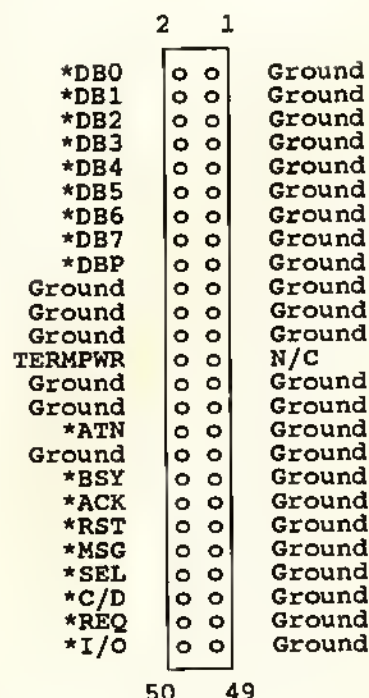 2 1
*DB0 Ground
*DB1 Ground
*DB2 Ground
*DB3 Ground
*DB4 Ground
*DB5 Ground
*DB6 Ground
*DB7 Ground
*DBP Ground
Ground Ground
Ground Ground
Ground Ground
TERMPWR N/C
Ground Ground
Ground Ground
*ATN Ground
Ground Ground
*BSY Ground
*ACK Ground
*RST Ground
*MSG Ground
*SEL Ground
*C/D Ground
*REQ Ground
*I/O Ground
50 49